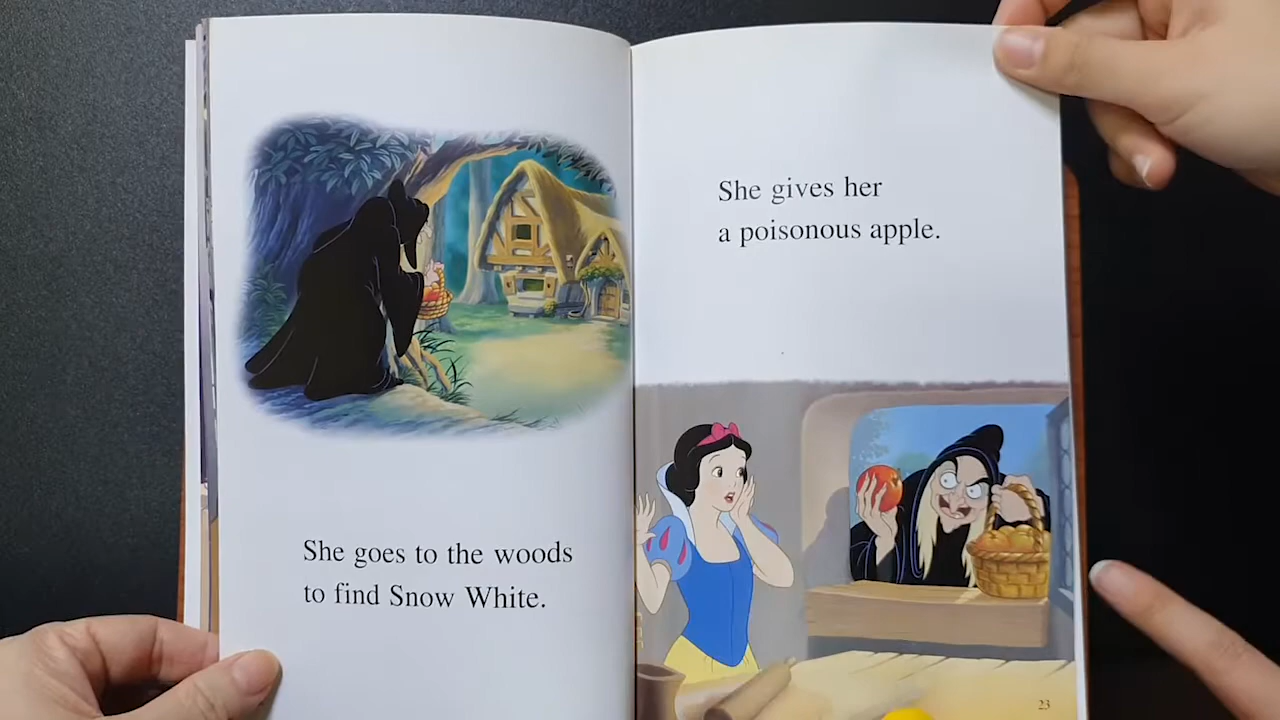 She goes to the woods
to find Snow White.
She gives her
a poisonous apple.
23